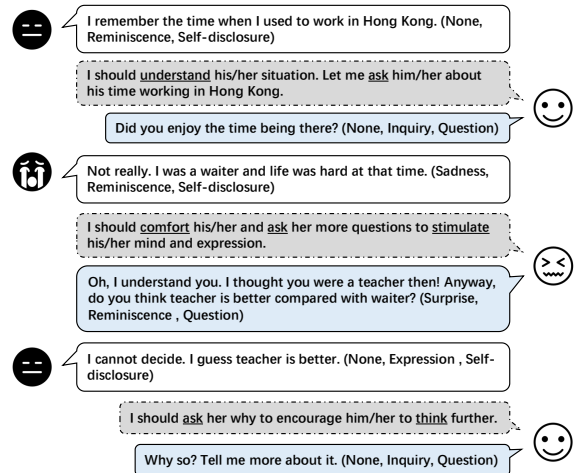 I remember the time when I used to work in Hong Kong. (None,
Reminiscence, Self-disclosure)
I should understand his/her situation. Let me ask him/her about
his time working in Hong Kong.
Did you enjoy the time being there? (None, Inquiry, Question)
Not really. I was a waiter and life was hard at that time. (Sadness,
Reminiscence, Self-disclosure)
I should comfort his/her and ask her more questions to stimulate
his/her mind and expression.
Oh, I understand you. I thought you were a teacher then! Anyway,
do you think teacher is better compared with waiter? (Surprise,
Reminiscence , Question)
I cannot decide. I guess teacher is better. (None, Expression , Self-
disclosure)
I should ask her why to encourage him/her to think further.
Why so? Tell me more about it. (None, Inquiry, Question)